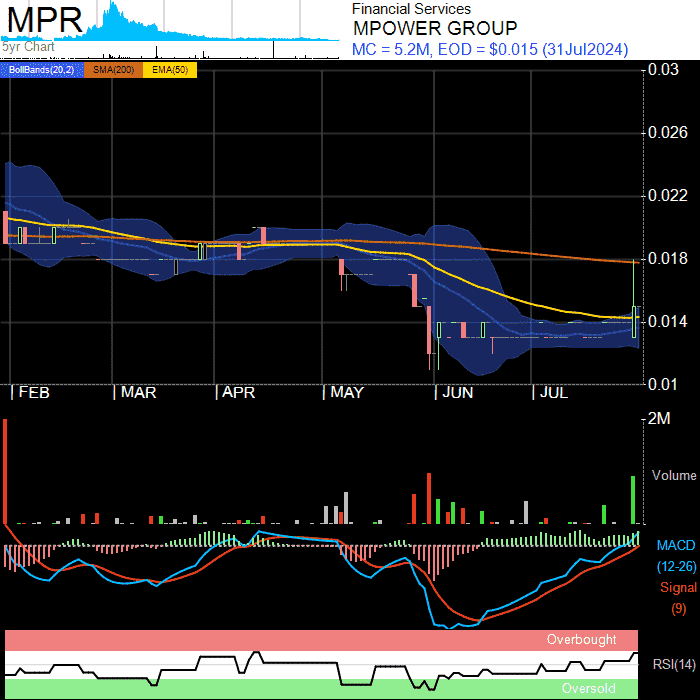 MPR
5yr Chart
Financial Services
MPOWER GROUP
MC = 5.2M, EOD = $0.015 (31Jul2024)
BollBands(20,2) SMA(200) EMA(50)
0.03
0.026
0.022
0.018
0.014
0.01
| FEB | MAR | APR | MAY | JUN | JUL
2M
Volume
MACD
(12-26)
Signal
(9)
Overbought
RSI(14)
Oversold